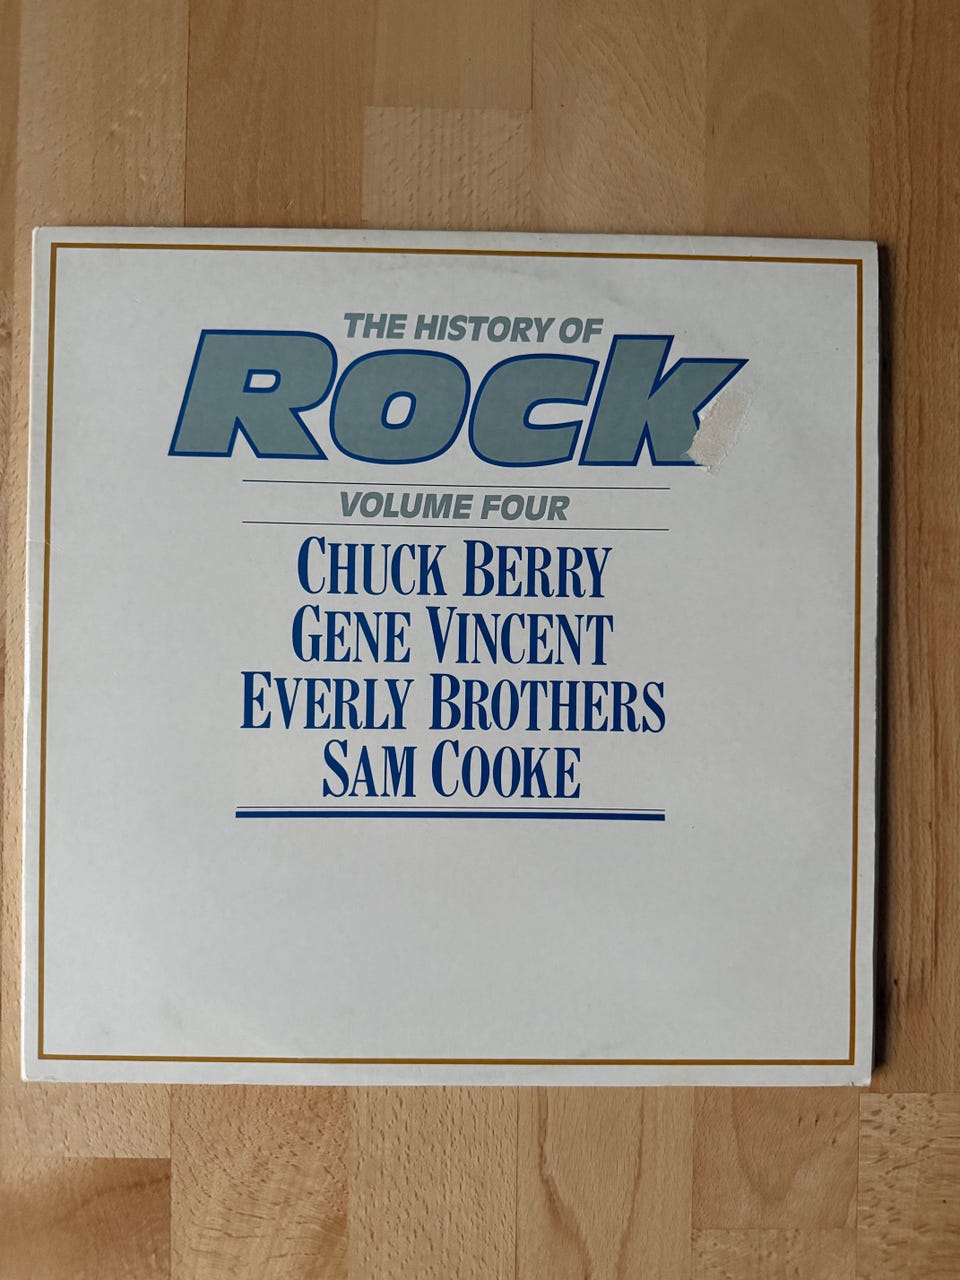 THE HISTORY OF
ROCK
VOLUME FOUR
CHUCK BERRY
GENE VINCENT
EVERLY BROTHERS
SAM COOKE